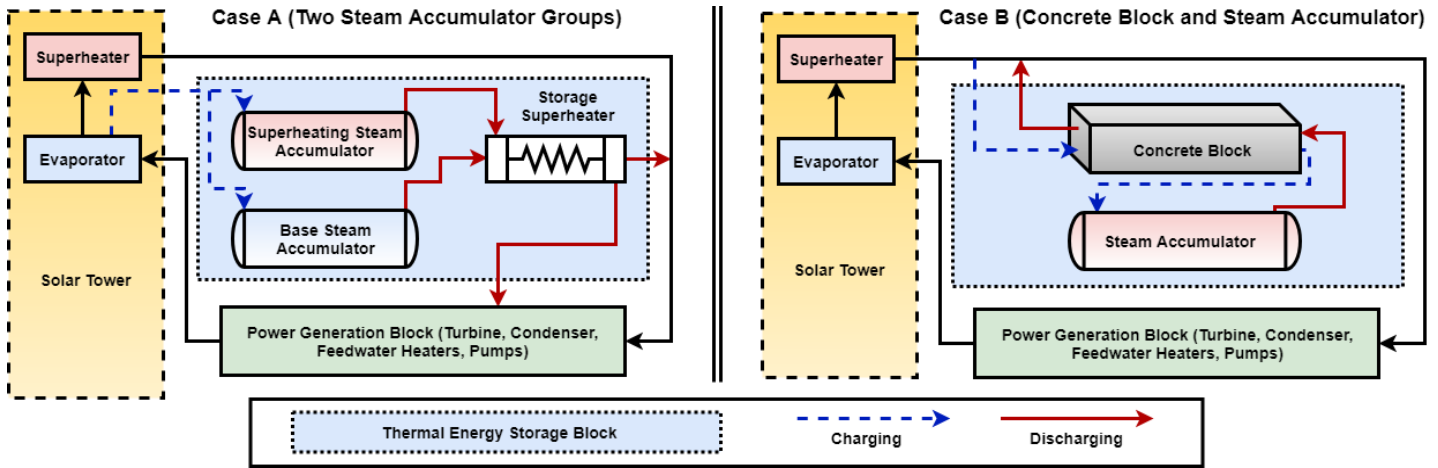 Case A (Two Steam Accumulator Groups)
Superheater
Evaporator
Solar Tower
Superheating Steam
Accumulator
Base Steam
Accumulator
Storage
Superheater
Power Generation Block (Turbine, Condenser,
Feedwater Heaters, Pumps)
Case B (Concrete Block and Steam Accumulator)
Superheater
Evaporator
Solar Tower
Concrete Block
Steam Accumulator
Power Generation Block (Turbine, Condenser,
Feedwater Heaters, Pumps)
Thermal Energy Storage Block
Charging
Discharging